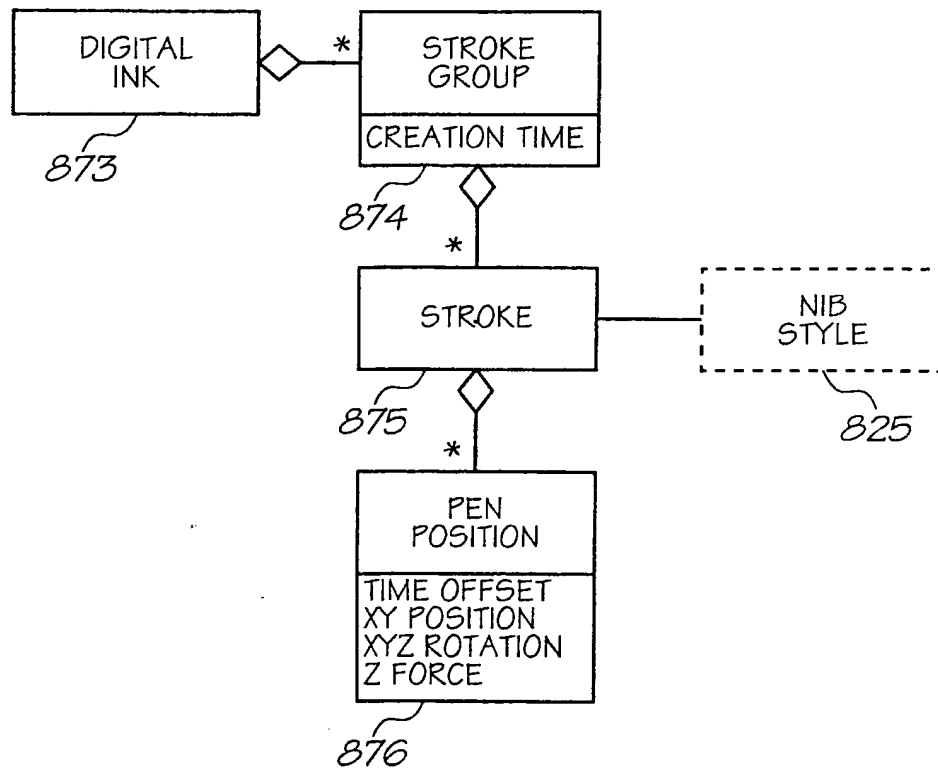 DIGITAL
INK
873
*
STROKE
GROUP
CREATION TIME
874
*
STROKE
875
NIB
STYLE
825
*
PEN
POSITION
TIME OFFSET
XY POSITION
XYZ ROTATION
Z FORCE
876